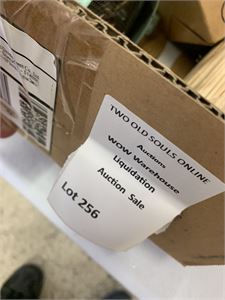 TWO OLD SOULS ONLINE
Auctions
WOW Warehouse
Liquidation
Auction Sale
Lot 256